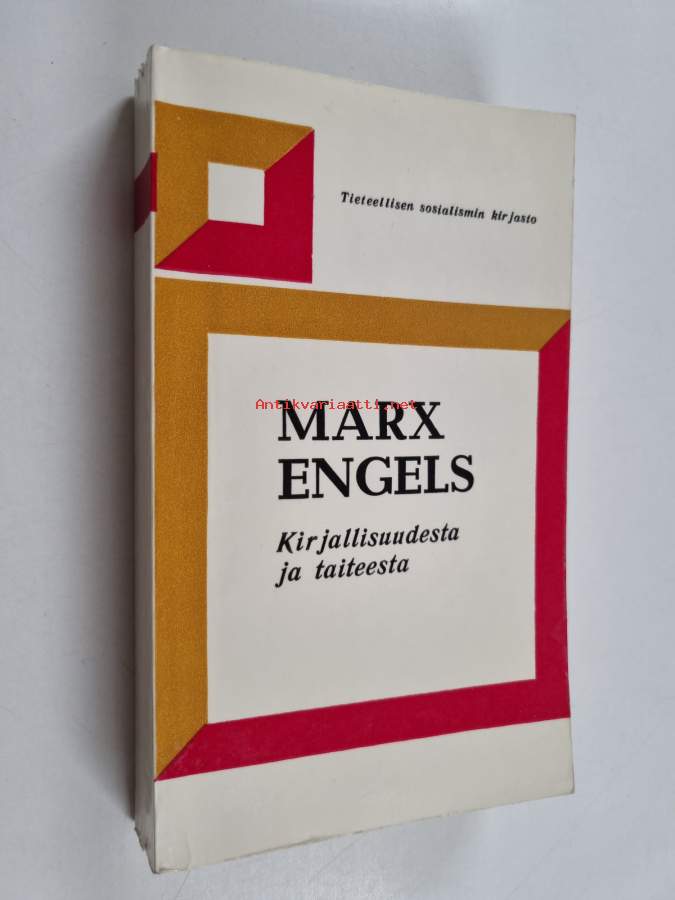 Tieteellisen sosialismin kirjasto
Antikvariaatti.net
MARX
ENGELS
Kirjallisuudesta
ja taiteesta